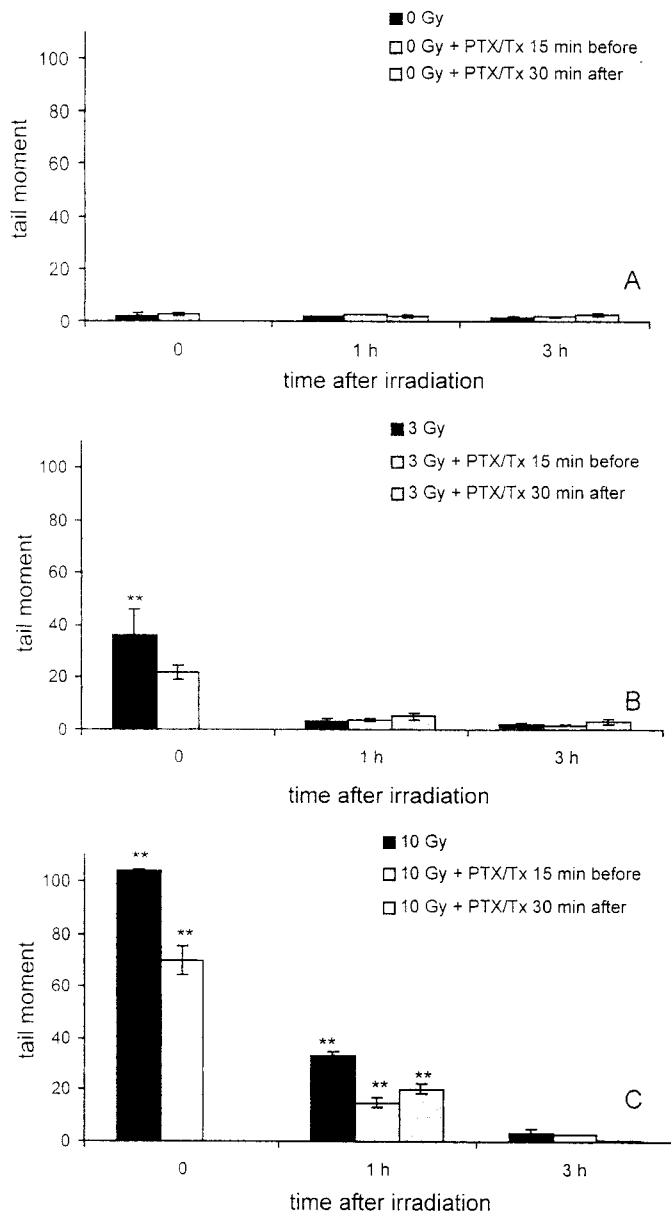 0 Gy
0 Gy + PTX/Tx 15 min before
0 Gy + PTX/Tx 30 min after
100
80
60
40
20
0
tail moment
A
0
1 h
3 h
time after irradiation
3 Gy
3 Gy + PTX/Tx 15 min before
3 Gy + PTX/Tx 30 min after
100
80
60
40
20
0
tail moment
**
B
0
1 h
3 h
time after irradiation
10 Gy
10 Gy + PTX/Tx 15 min before
10 Gy + PTX/Tx 30 min after
100
80
60
40
20
0
tail moment
**
**
**
**
**
C
0
1 h
3 h
time after irradiation